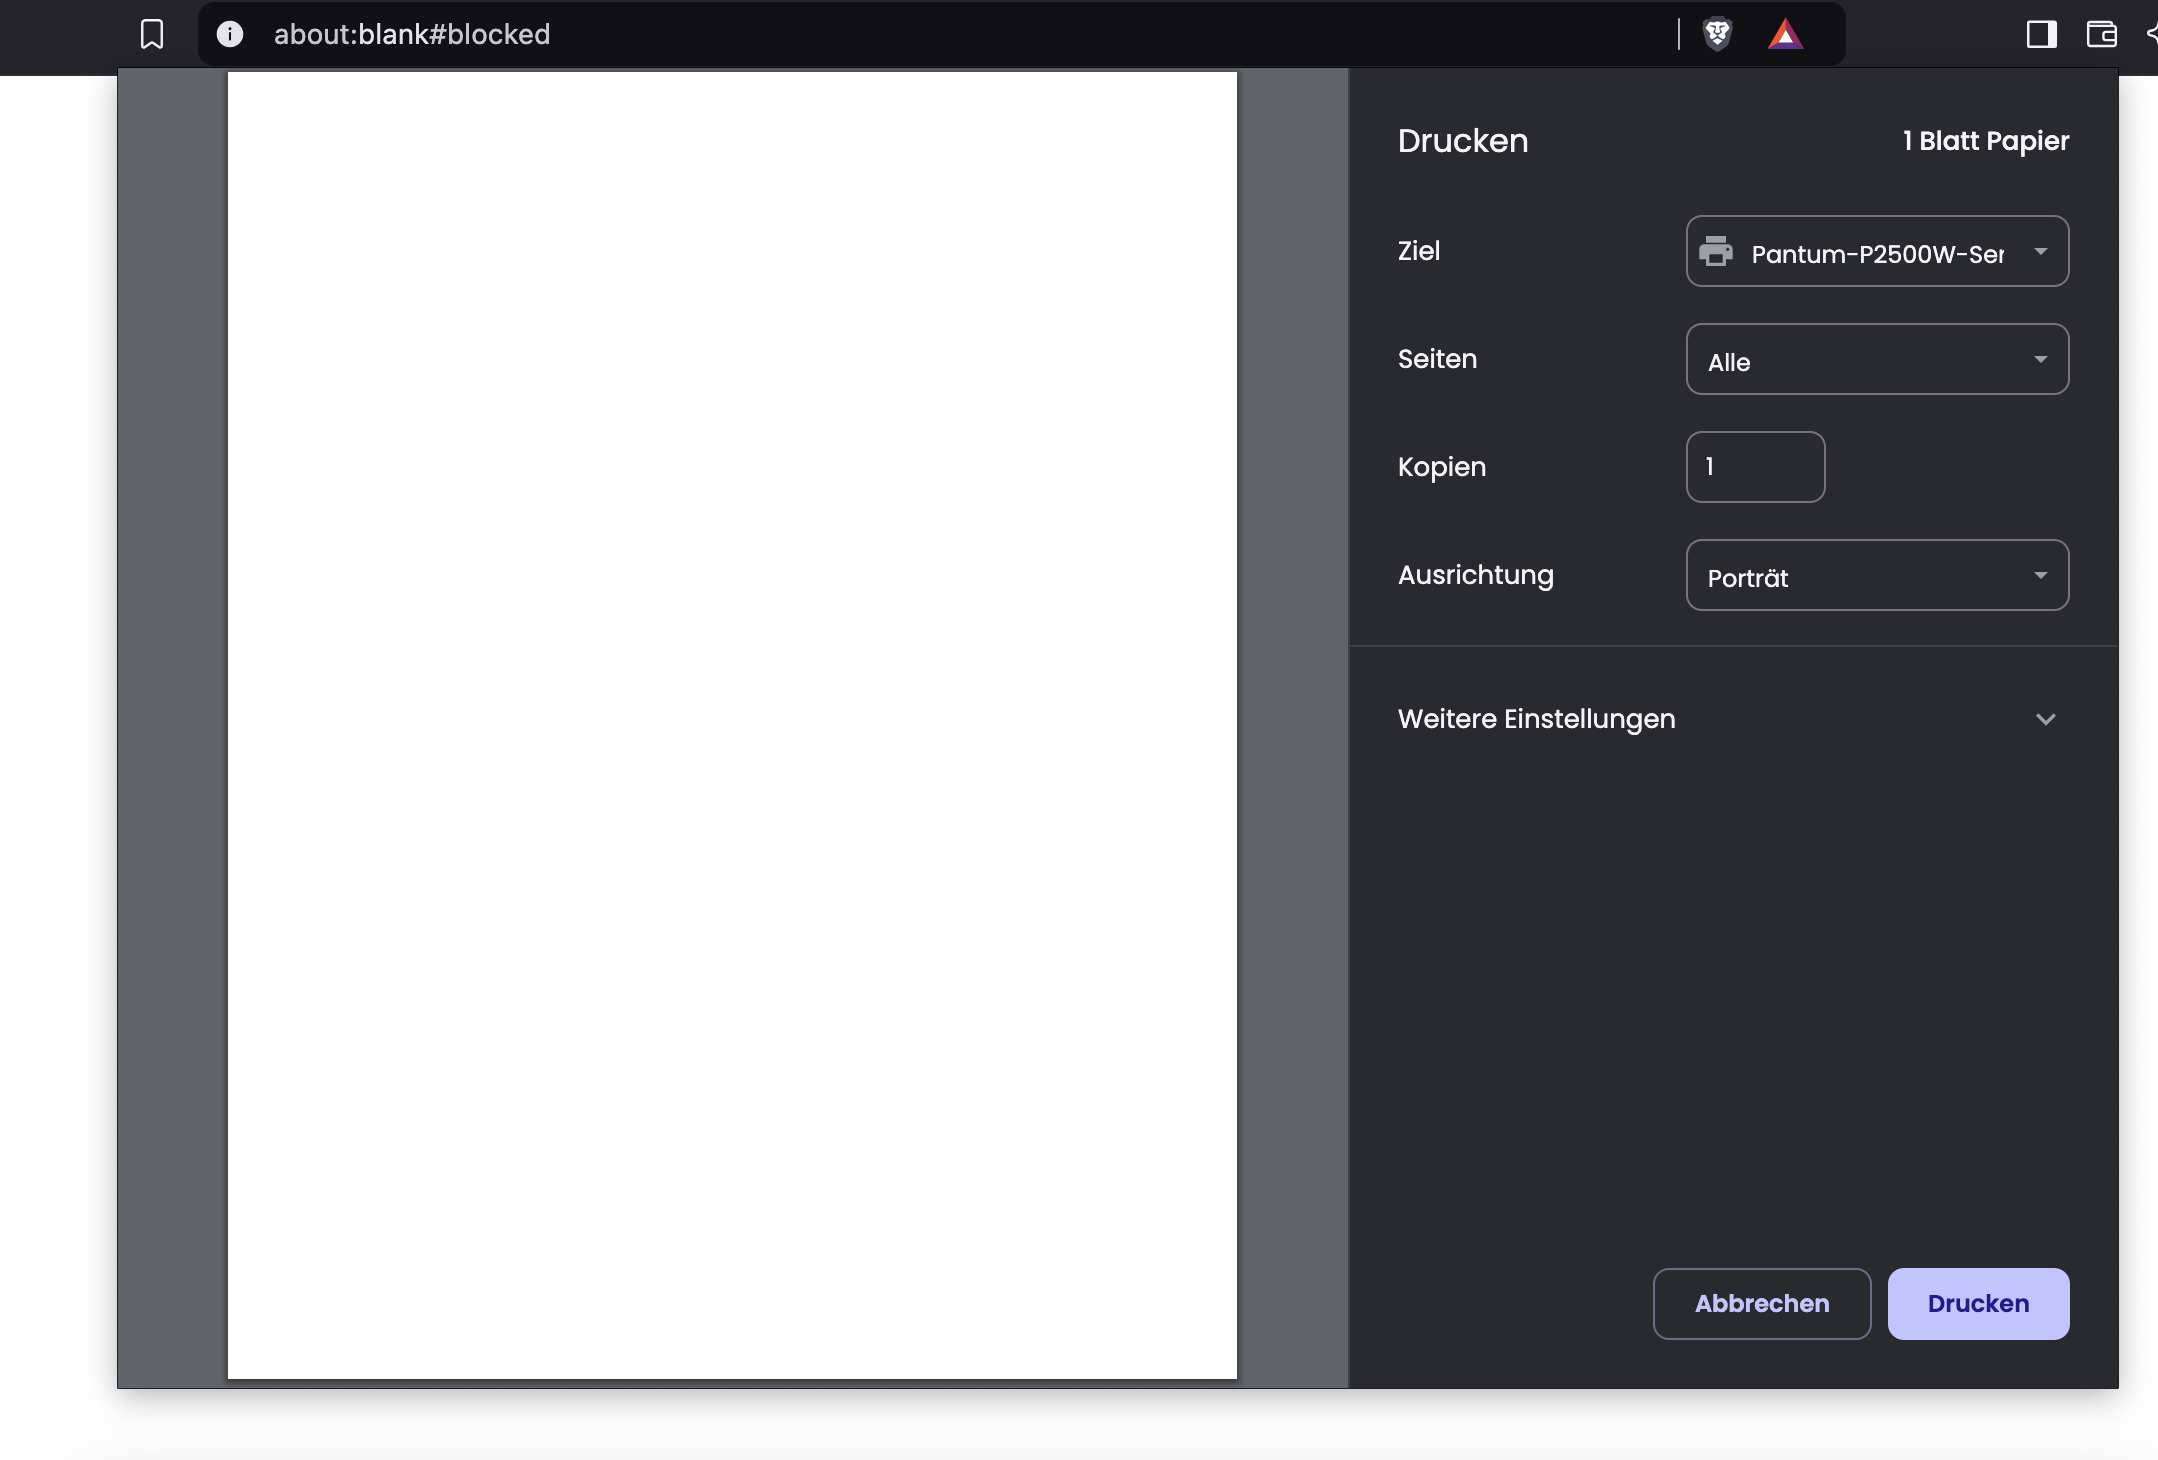 about:blank#blocked
Drucken
1 Blatt Papier
Ziel
Pantum-P2500W-Ser
Seiten
Alle
Kopien
1
Ausrichtung
Porträt
Weitere Einstellungen
Abbrechen
Drucken